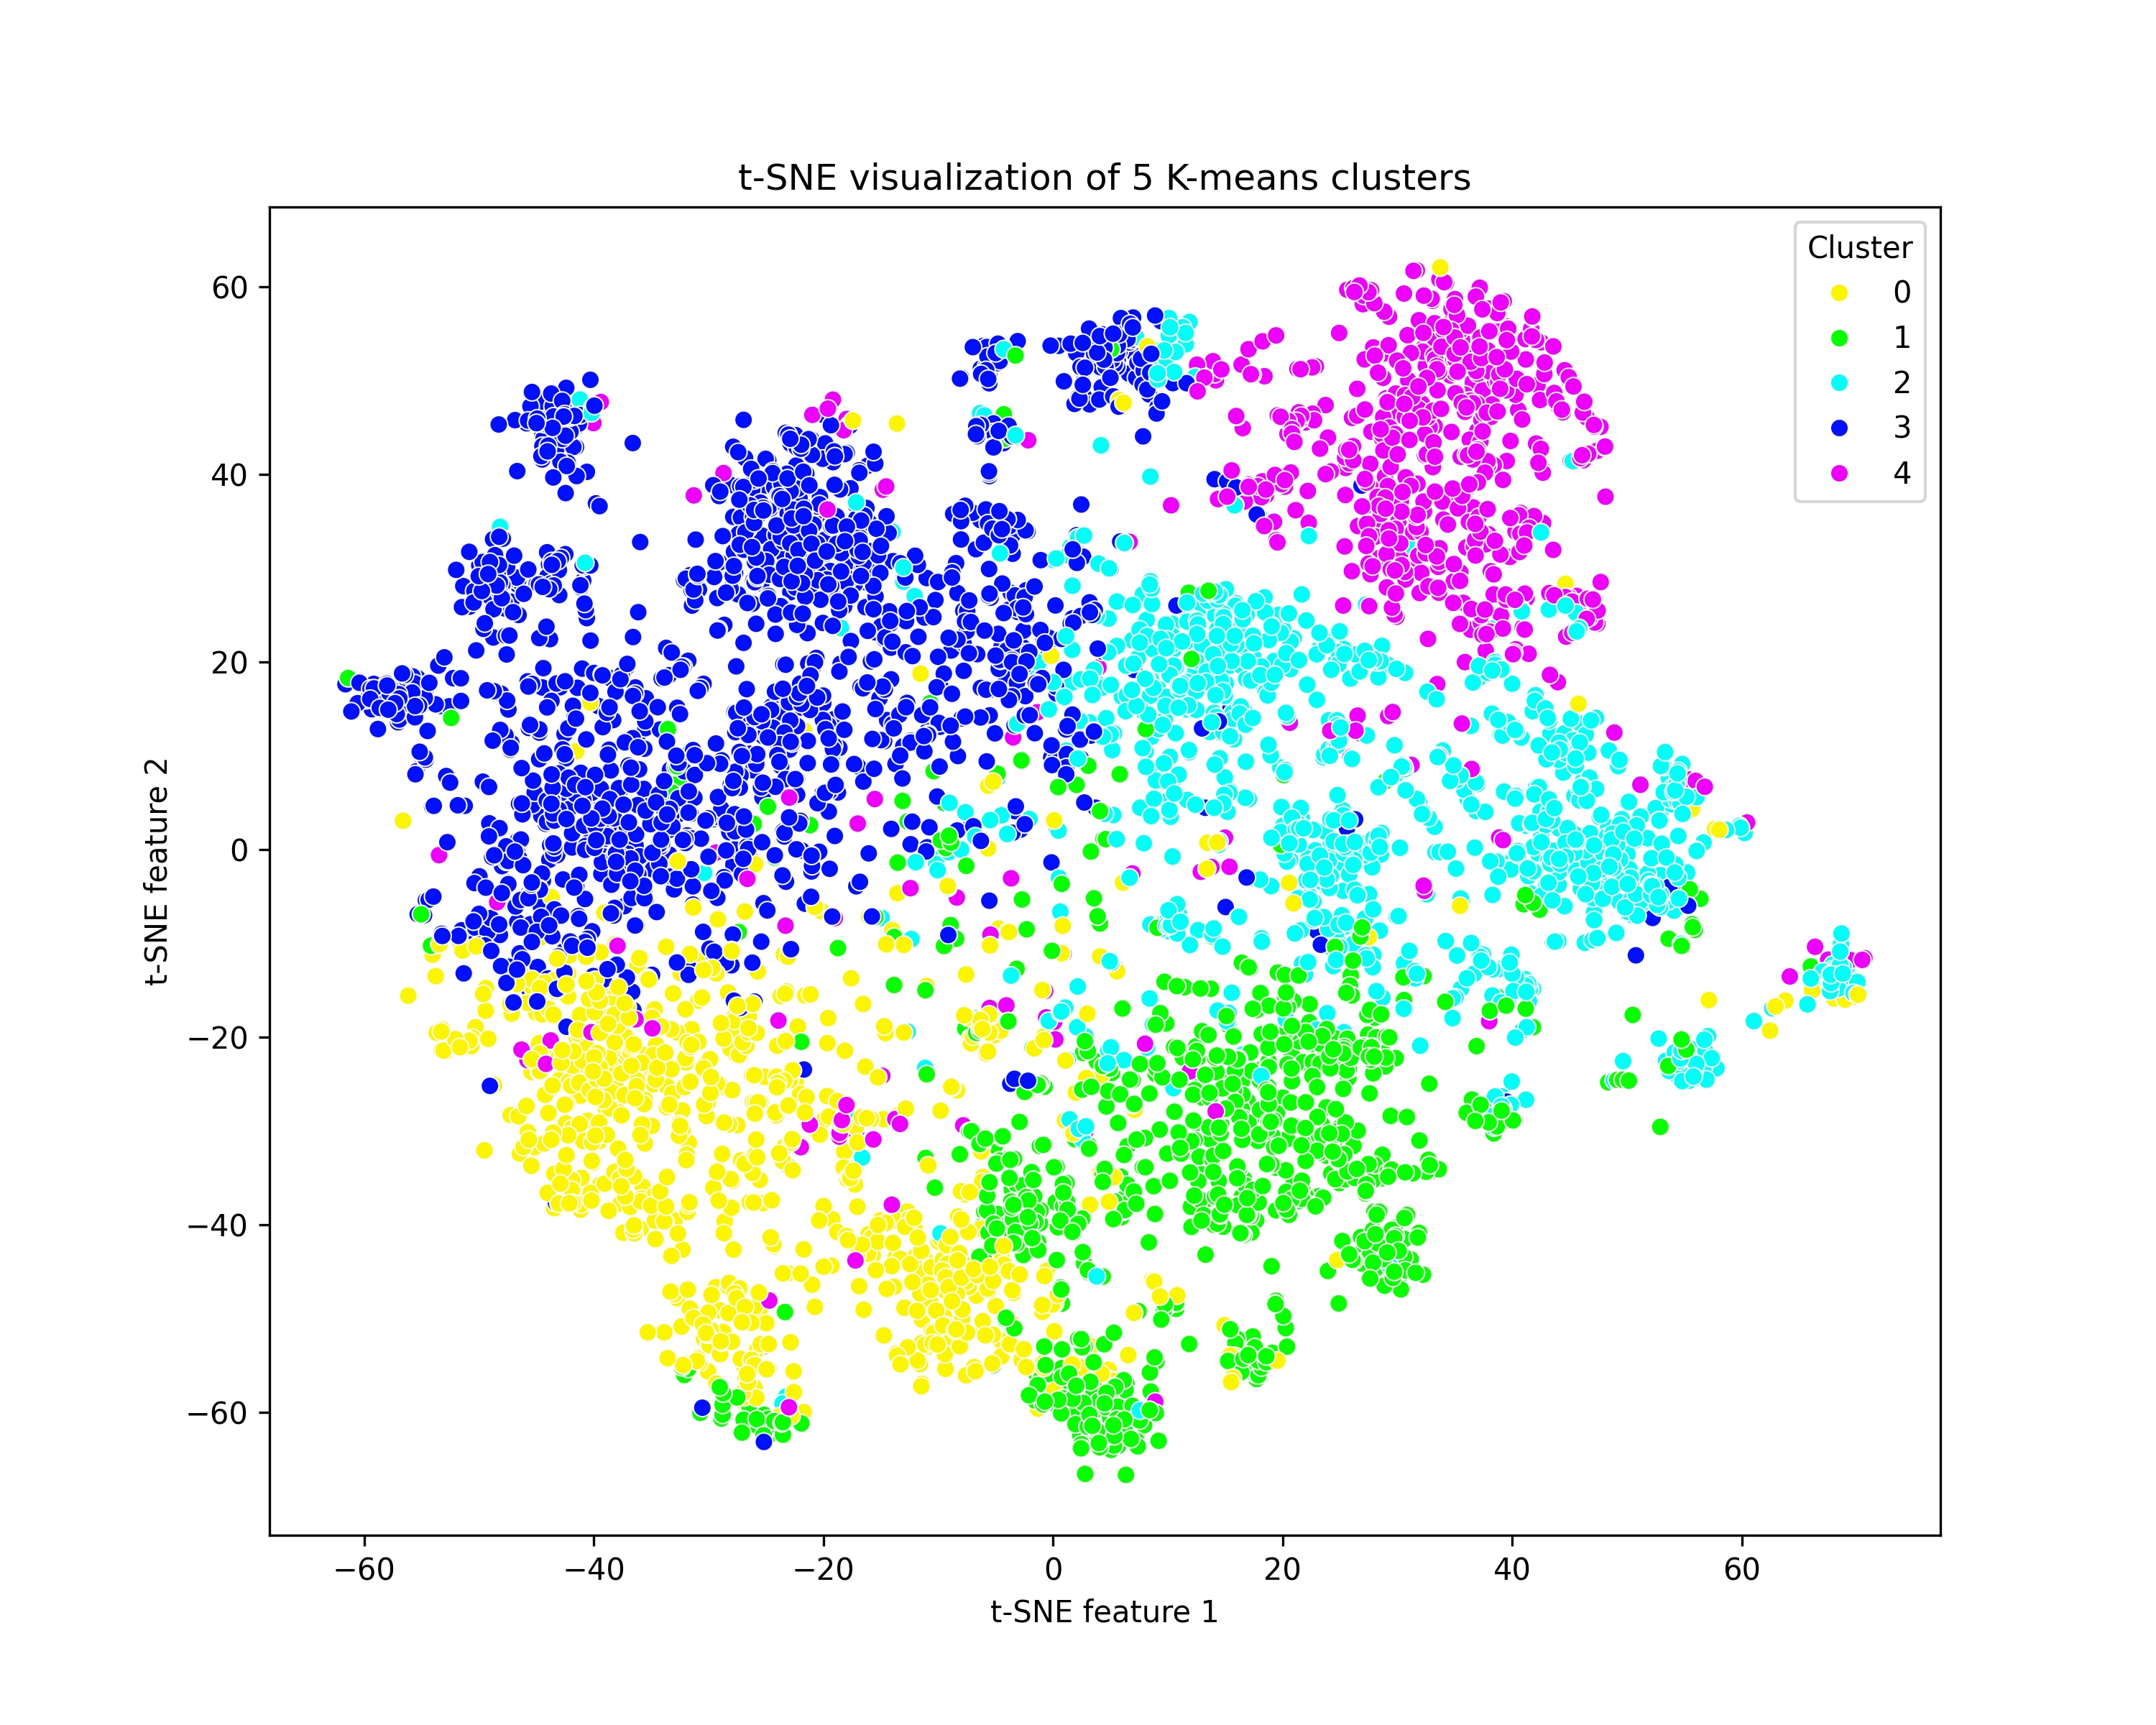 t-SNE visualization of 5 K-means clusters
Cluster
0
1
2
3
4
60
40
20
0
−20
−40
−60
t-SNE feature 2
−60 −40 −20 0 20 40 60
t-SNE feature 1